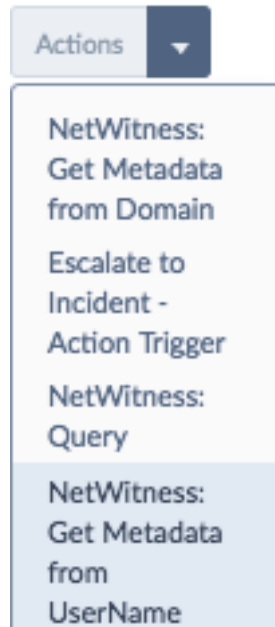 Actions
NetWitness:
Get Metadata
from Domain
Escalate to
Incident -
Action Trigger
NetWitness:
Query
NetWitness:
Get Metadata
from
UserName